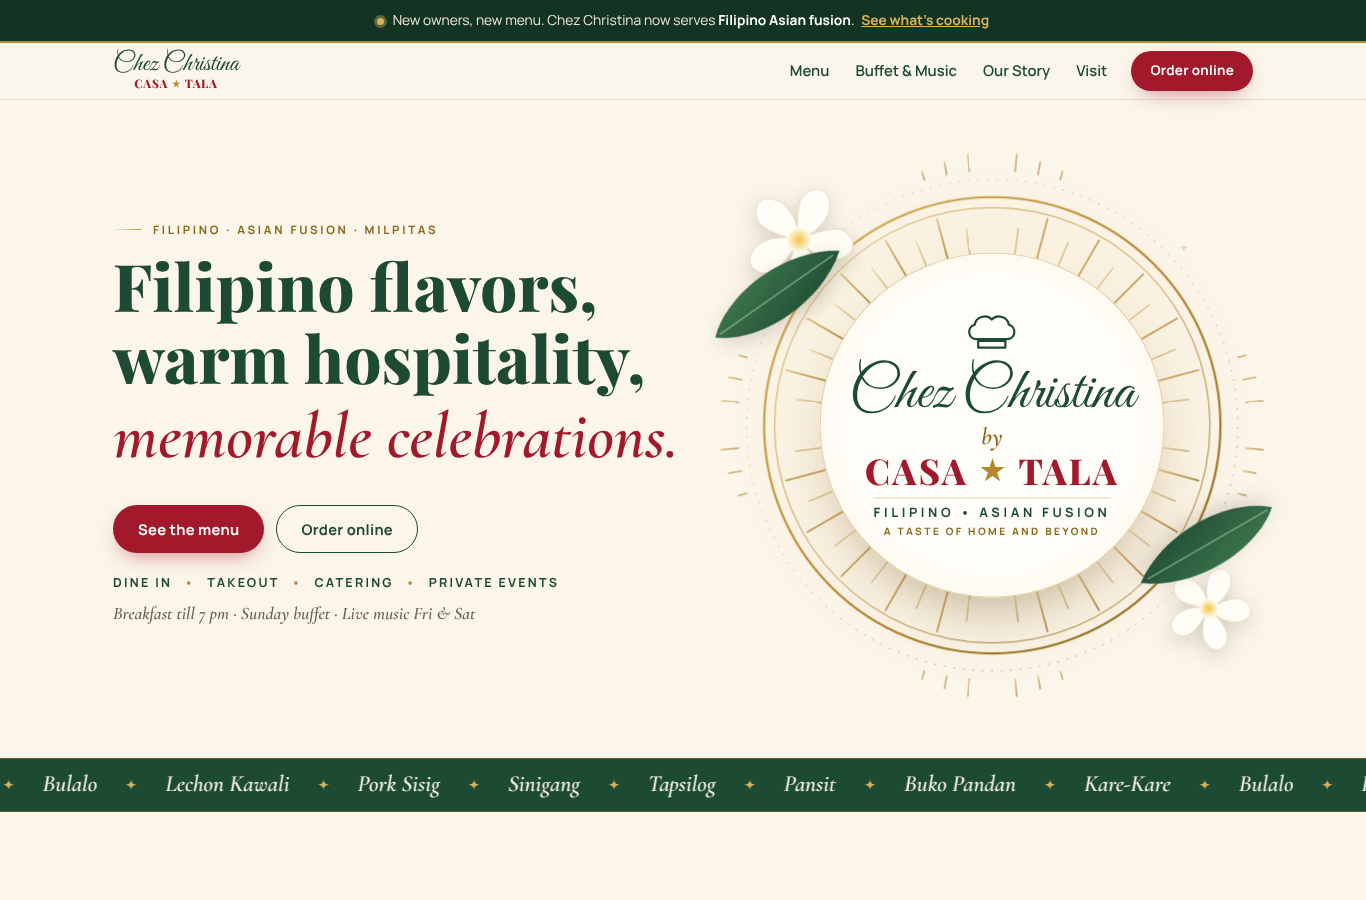 New owners, new menu. Chez Christina now serves Filipino Asian fusion. See what's cooking
Chez Christina
CASA ★ TALA
Menu Buffet & Music Our Story Visit Order online
FILIPINO · ASIAN FUSION · MILPITAS
Filipino flavors,
warm hospitality,
memorable celebrations.
See the menu Order online
DINE IN • TAKEOUT • CATERING • PRIVATE EVENTS
Breakfast till 7 pm · Sunday buffet · Live music Fri & Sat
Chez Christina
by
CASA ★ TALA
FILIPINO • ASIAN FUSION
A TASTE OF HOME AND BEYOND
✦ Bulalo ✦ Lechon Kawali ✦ Pork Sisig ✦ Sinigang ✦ Tapsilog ✦ Pansit ✦ Buko Pandan ✦ Kare-Kare ✦ Bulalo ✦